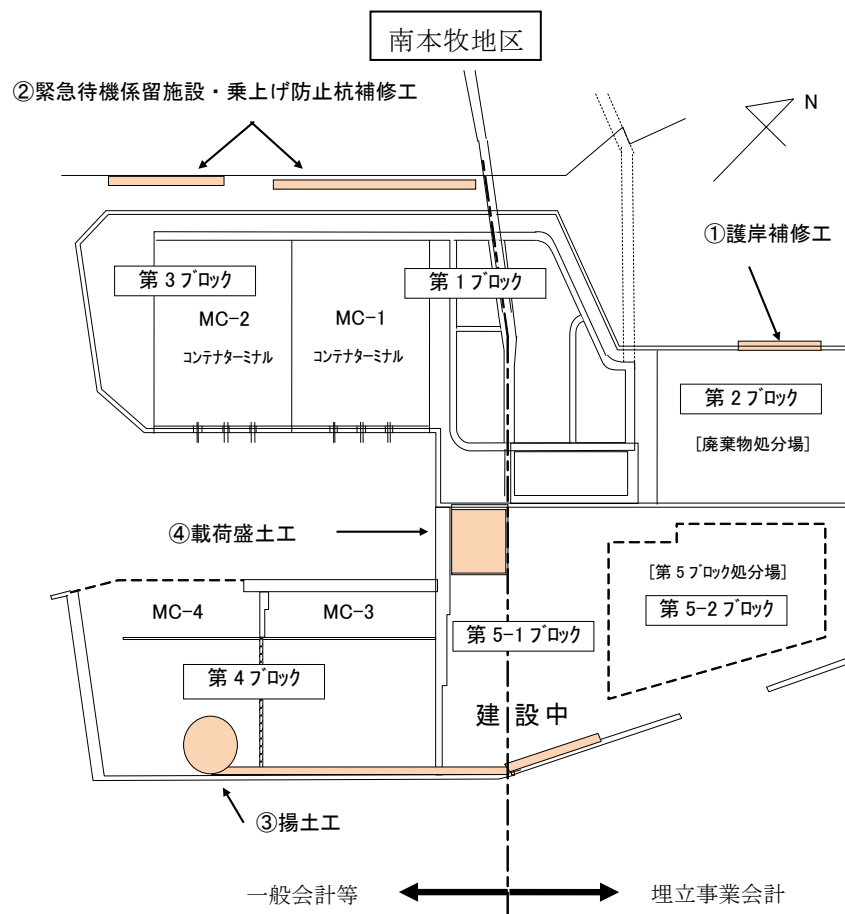 南本牧地区
②緊急待機係留施設・乗上げ防止杭補修工
N
①護岸補修工
第3ブロック
第1ブロック
MC-2
MC-1
コンテナターミナル
コンテナターミナル
第2ブロック
[廃棄物処分場]
④載荷盛土工
[第5ブロック処分場]
MC-4
MC-3
第5-1ブロック
第5-2ブロック
第4ブロック
建設中
③揚土工
一般会計等
埋立事業会計